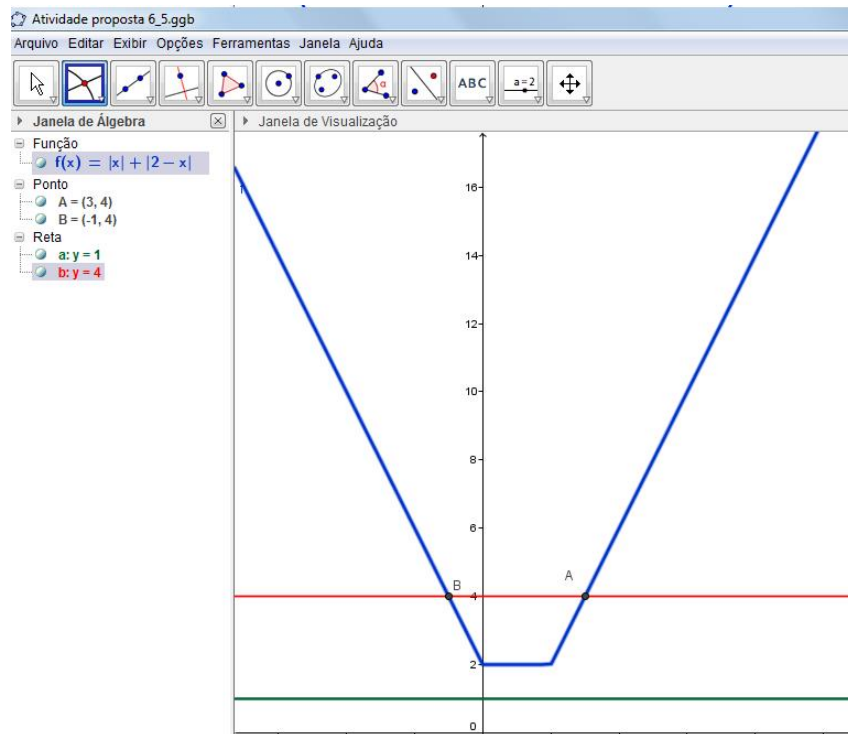 Atividade proposta 6_5.ggb
Arquivo Editar Exibir Opções Ferramentas Janela Ajuda
ABC
a=2
α
Janela de Álgebra
Janela de Visualização
Função
f(x) = |x| + |2 − x|
Ponto
A = (3, 4)
B = (-1, 4)
Reta
a: y = 1
b: y = 4
f
16
14
12
10
8
6
4
2
0
B
A